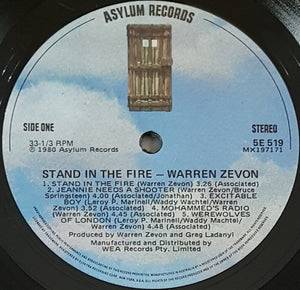 ASYLUM RECORDS
SIDE ONE
STEREO
33-1/3 RPM
5E 519
℗ 1980 Asylum Records
MX197171
STAND IN THE FIRE – WARREN ZEVON
1. STAND IN THE FIRE (Warren Zevon) 3.26 (Associated)
2. JEANNIE NEEDS A SHOOTER (Warren Zevon/Bruce
Springsteen) 4.00 (Associated/Jonathan) 3. EXCITABLE
BOY (Leroy P. Marinell/Waddy Wachtel/Warren
Zevon) 3.52 (Associated) 4. MOHAMMED'S RADIO
(Warren Zevon) 4.45 (Associated) 5. WEREWOLVES
OF LONDON (Leroy P. Marinell/Waddy Wachtel/
Warren Zevon) 4.48 (Associated)
Produced by Warren Zevon and Greg Ladanyi
Manufactured and Distributed by
WEA Records Pty. Limited